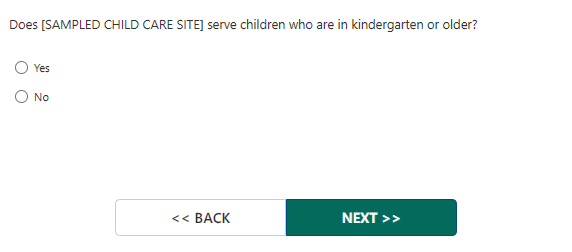 Does [SAMPLED CHILD CARE SITE] serve children who are in kindergarten or older?
Yes
No
<< BACK
NEXT >>